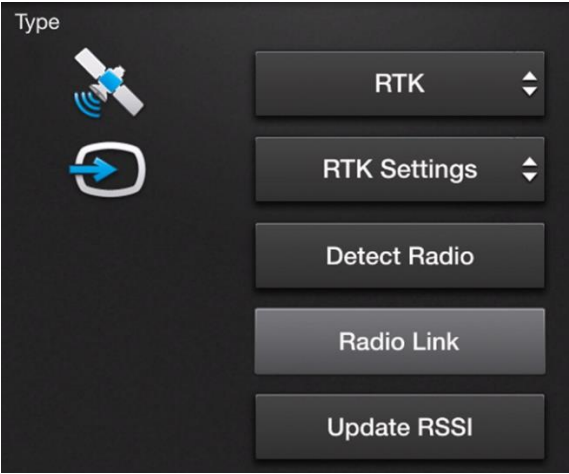 Type
RTK
RTK Settings
Detect Radio
Radio Link
Update RSSI